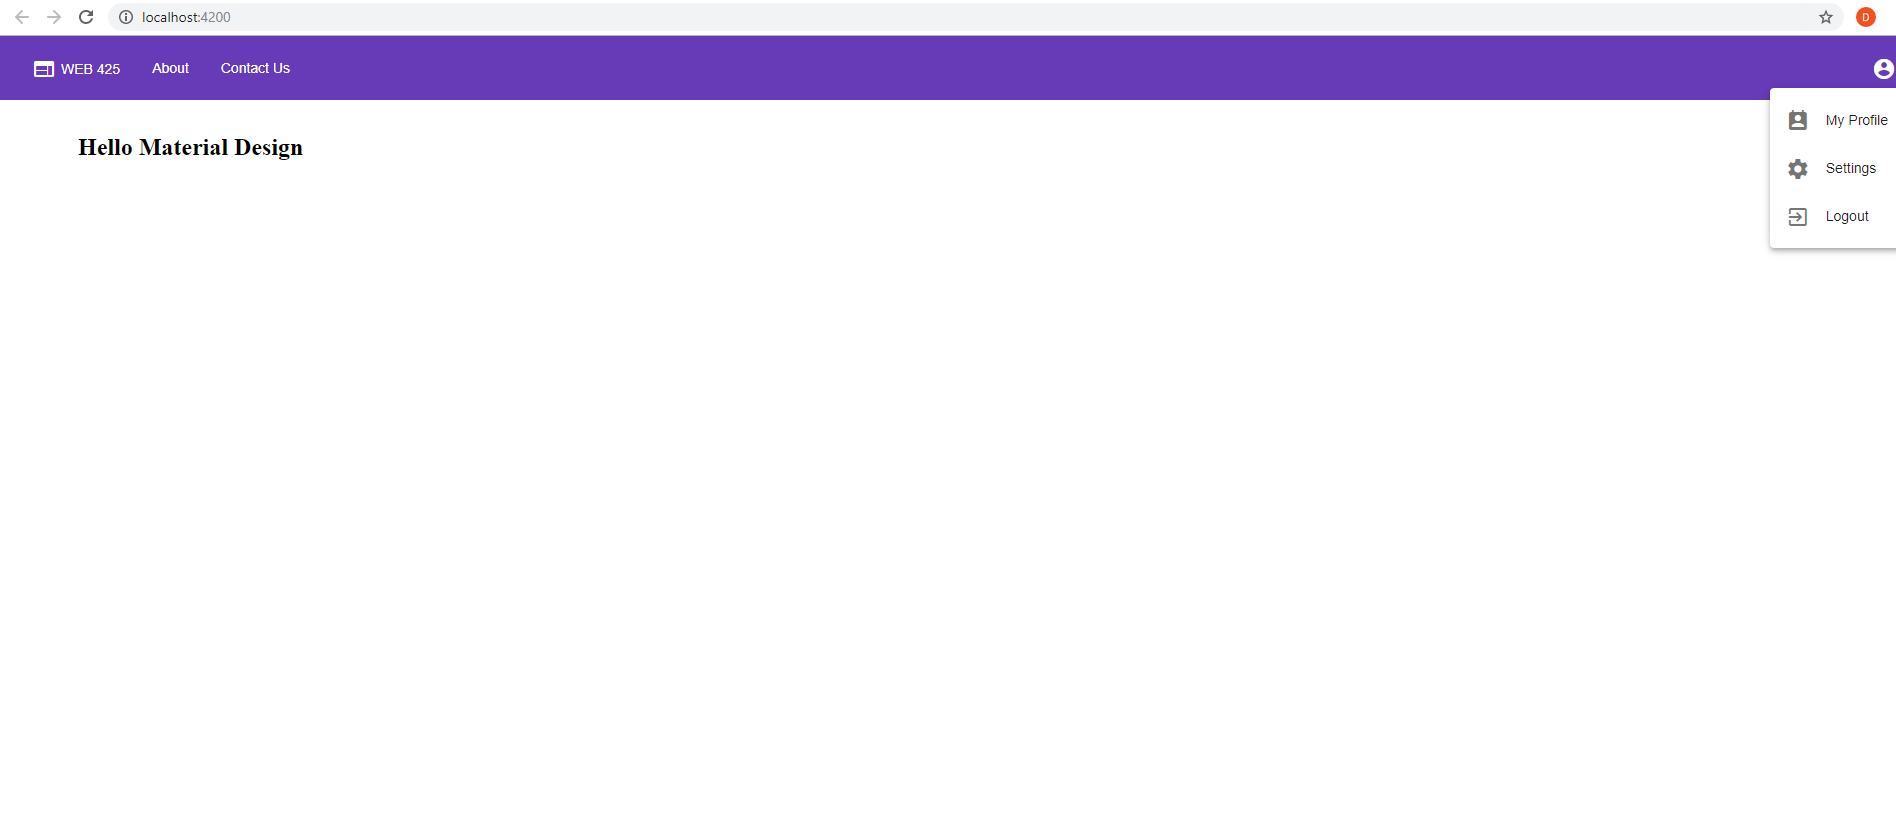 localhost:4200
D
WEB 425 About Contact Us
My Profile
Hello Material Design
Settings
Logout